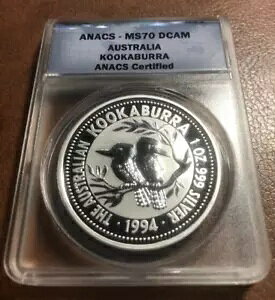 ANACS - MS70 DCAM
AUSTRALIA
KOOKABURRA
ANACS Certified
THE AUSTRALIAN KOOKABURRA 1 OZ. 999 SILVER
· 1994 ·